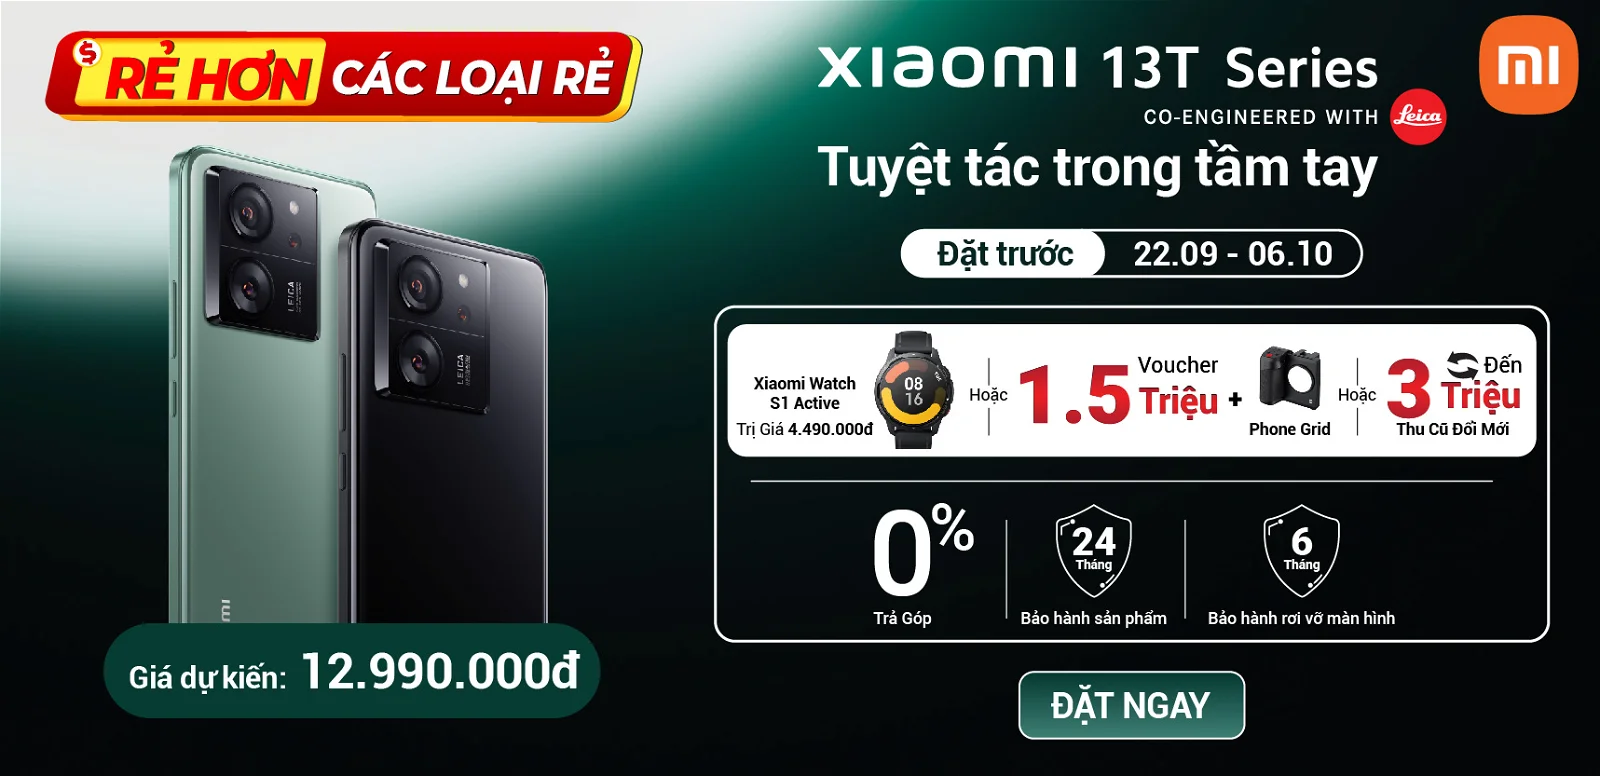 $
RẺ HƠN CÁC LOẠI RẺ
xiaomi 13T Series
CO-ENGINEERED WITH Leica
mi
Tuyệt tác trong tầm tay
Đặt trước 22.09 - 06.10
Xiaomi Watch
S1 Active
Trị Giá 4.490.000đ
08
16
Hoặc
1.5 Voucher
Triệu
+
Phone Grid
Hoặc
3 Đến
Triệu
Thu Cũ Đổi Mới
0%
Trả Góp
24
Tháng
Bảo hành sản phẩm
6
Tháng
Bảo hành rơi vỡ màn hình
LEICA
LEICA
mi
Giá dự kiến: 12.990.000đ
ĐẶT NGAY